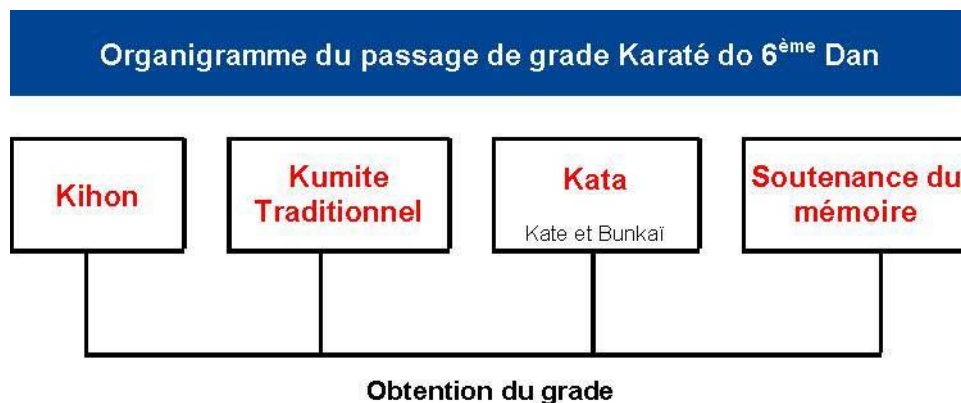 Organigramme du passage de grade Karaté do 6ème Dan
Kihon
Kumite
Traditionnel
Kata
Kate et Bunkaï
Soutenance du
mémoire
Obtention du grade